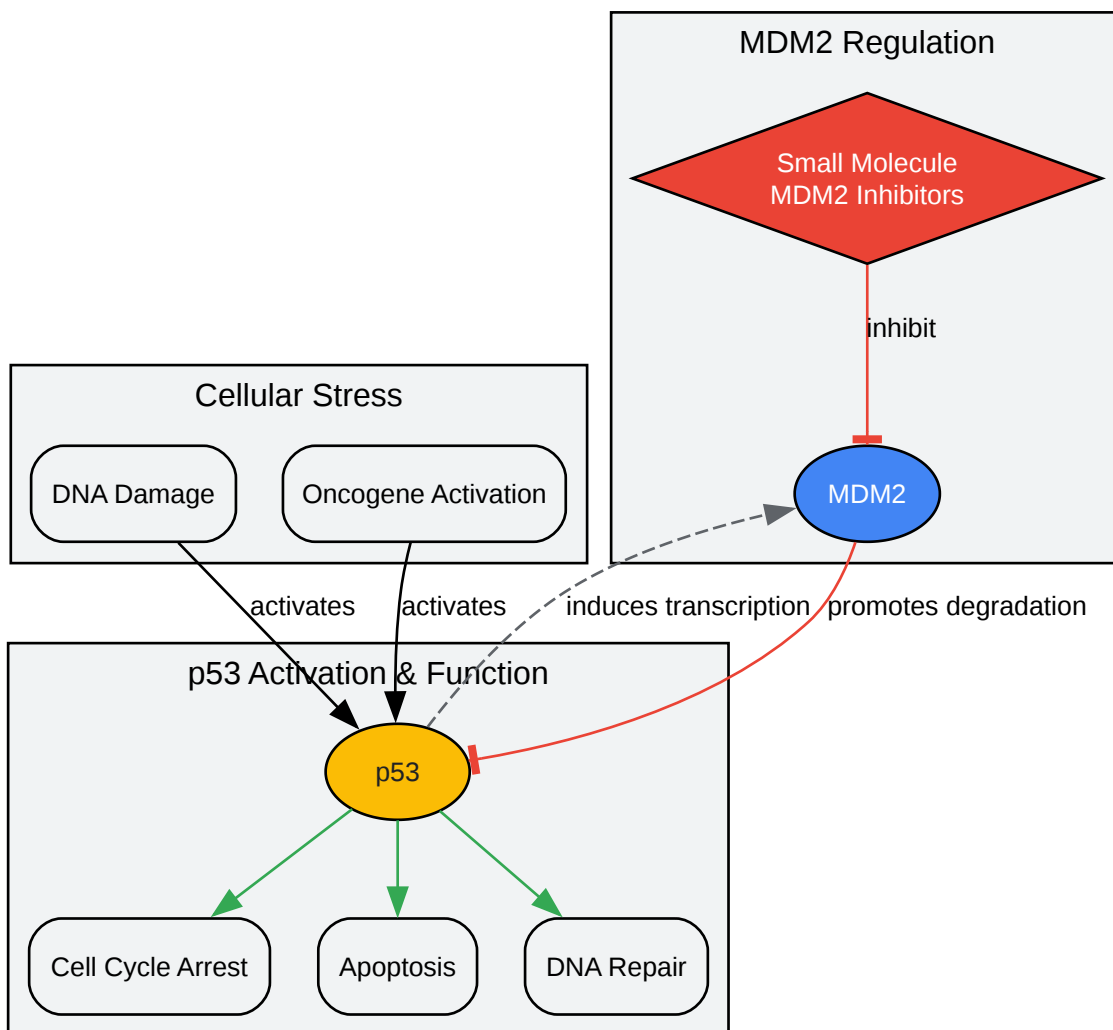 MDM2 Regulation
Small Molecule
MDM2 Inhibitors
inhibit
Cellular Stress
DNA Damage
Oncogene Activation
MDM2
activates
activates
induces transcription
promotes degradation
p53 Activation & Function
p53
Cell Cycle Arrest
Apoptosis
DNA Repair